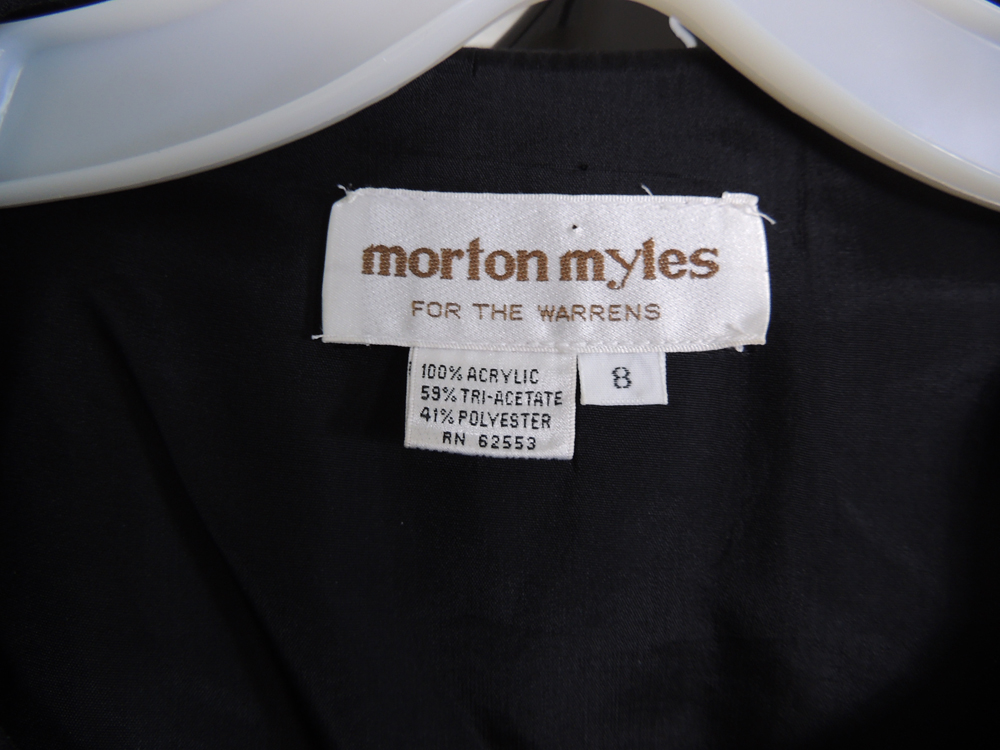 morton myles
FOR THE WARRENS
100% ACRYLIC
59% TRI-ACETATE
41% POLYESTER
RN 62553
8